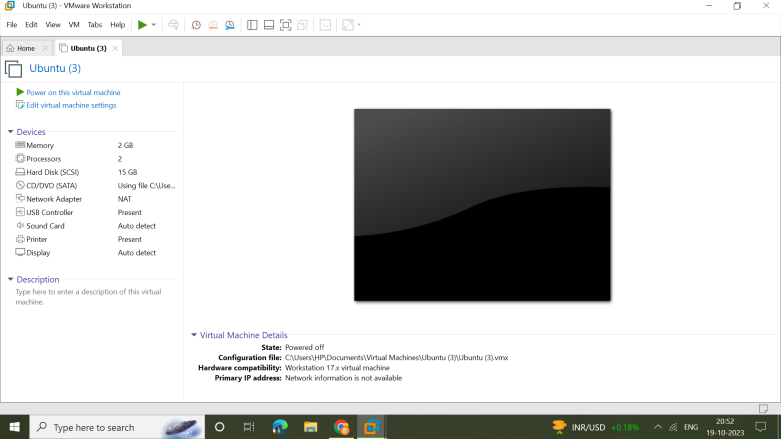 Ubuntu (3) - VMware Workstation
File Edit View VM Tabs Help
Home
Ubuntu (3)
Ubuntu (3)
Power on this virtual machine
Edit virtual machine settings
Devices
Memory 2 GB
Processors 2
Hard Disk (SCSI) 15 GB
CD/DVD (SATA) Using file C:\Use...
Network Adapter NAT
USB Controller Present
Sound Card Auto detect
Printer Present
Display Auto detect
Description
Type here to enter a description of this virtual
machine.
Virtual Machine Details
State: Powered off
Configuration file: C:\Users\HP\Documents\Virtual Machines\Ubuntu (3)\Ubuntu (3).vmx
Hardware compatibility: Workstation 17.x virtual machine
Primary IP address: Network information is not available
Type here to search
INR/USD +0.18%
ENG
20:52
19-10-2023